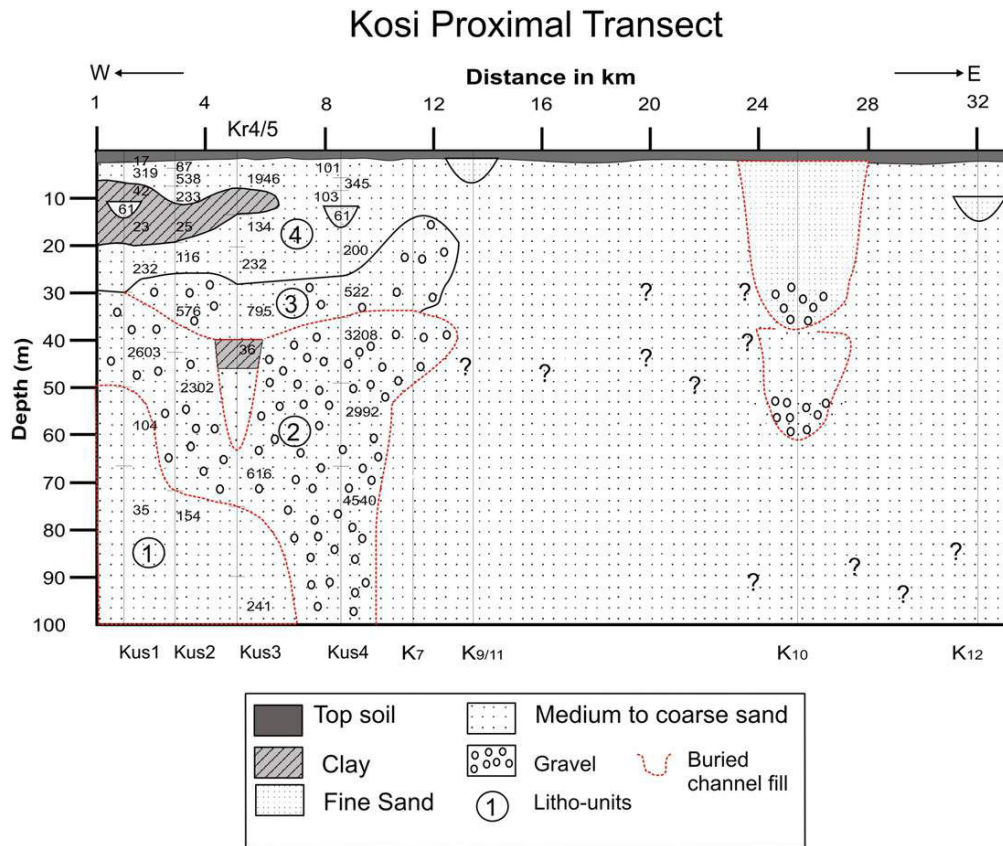 Kosi Proximal Transect
W E
Distance in km
1 4 8 12 16 20 24 28 32
Kr4/5
17 67 101
319 538 1946 345
42 233 103
61 61
23 25 134 4
116 200
232 232
10
20
30
40
50
60
70
80
90
100
Depth (m)
3 522 ? ?
576 795
3208
36 ?
2603 ? ? ?
2302 ?
2 2992
104
616
4540
35 154
1 ?
? ?
241 ?
Kus1 Kus2 Kus3 Kus4 K7 K9/11 K10 K12
Top soil Medium to coarse sand
Clay Gravel Buried
channel fill
Fine Sand 1 Litho-units